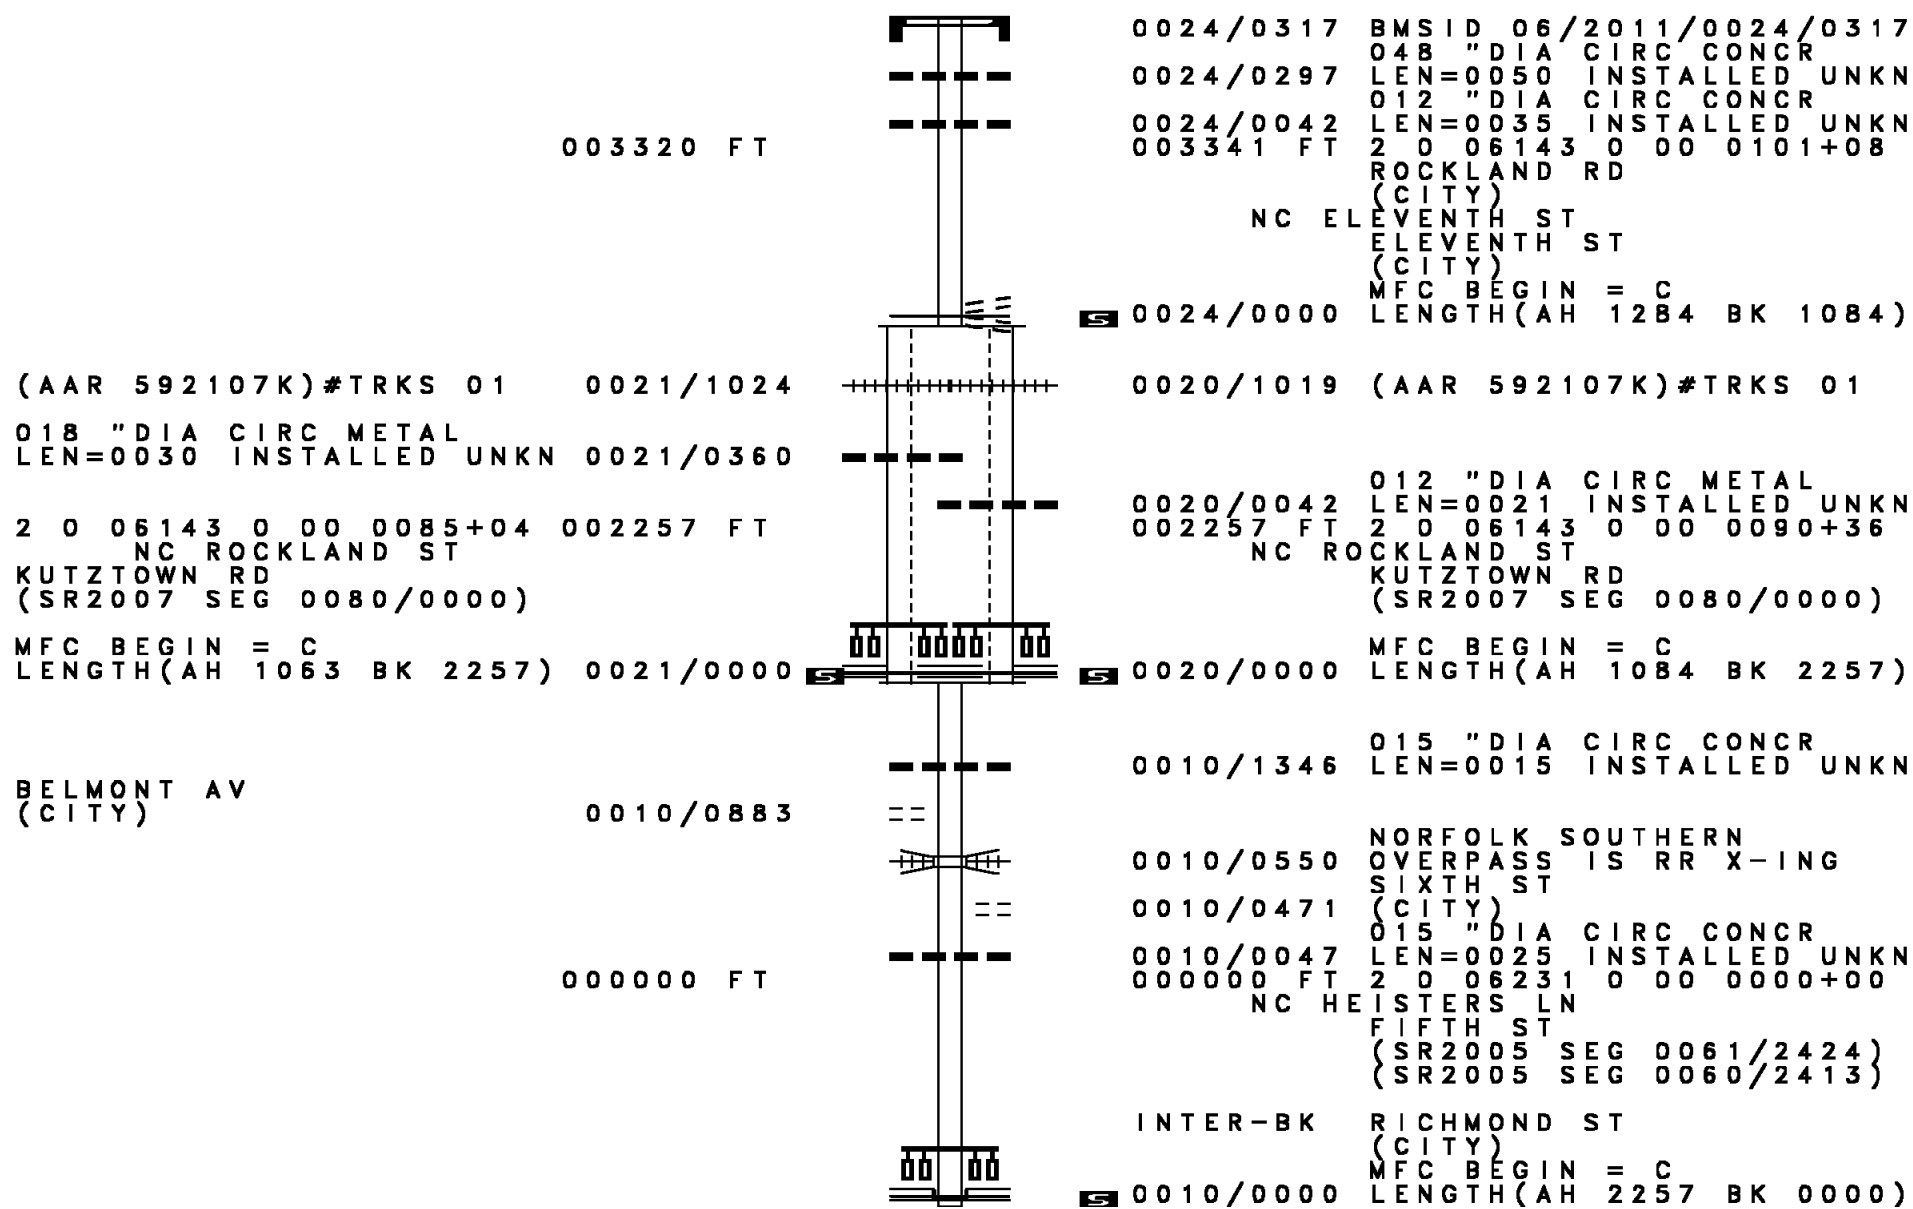 0024/0317 BMSID 06/2011/0024/0317
048 "DIA CIRC CONCR
0024/0297 LEN=0050 INSTALLED UNKN
012 "DIA CIRC CONCR
0024/0042 LEN=0035 INSTALLED UNKN
003320 FT 003341 FT 2 0 06143 0 00 0101+08
ROCKLAND RD
(CITY)
NC ELEVENTH ST
ELEVENTH ST
(CITY)
MFC BEGIN = C
S 0024/0000 LENGTH(AH 1284 BK 1084)
(AAR 592107K)#TRKS 01 0021/1024 0020/1019 (AAR 592107K)#TRKS 01
018 "DIA CIRC METAL
LEN=0030 INSTALLED UNKN 0021/0360
012 "DIA CIRC METAL
0020/0042 LEN=0021 INSTALLED UNKN
2 0 06143 0 00 0085+04 002257 FT 002257 FT 2 0 06143 0 00 0090+36
NC ROCKLAND ST NC ROCKLAND ST
KUTZTOWN RD KUTZTOWN RD
(SR2007 SEG 0080/0000) (SR2007 SEG 0080/0000)
MFC BEGIN = C MFC BEGIN = C
LENGTH(AH 1063 BK 2257) 0021/0000 S S 0020/0000 LENGTH(AH 1084 BK 2257)
015 "DIA CIRC CONCR
0010/1346 LEN=0015 INSTALLED UNKN
BELMONT AV
(CITY) 0010/0883
NORFOLK SOUTHERN
0010/0550 OVERPASS IS RR X-ING
SIXTH ST
0010/0471 (CITY)
015 "DIA CIRC CONCR
0010/0047 LEN=0025 INSTALLED UNKN
000000 FT 000000 FT 2 0 06231 0 00 0000+00
NC HEISTERS LN
FIFTH ST
(SR2005 SEG 0061/2424)
(SR2005 SEG 0060/2413)
INTER-BK RICHMOND ST
(CITY)
MFC BEGIN = C
S 0010/0000 LENGTH(AH 2257 BK 0000)